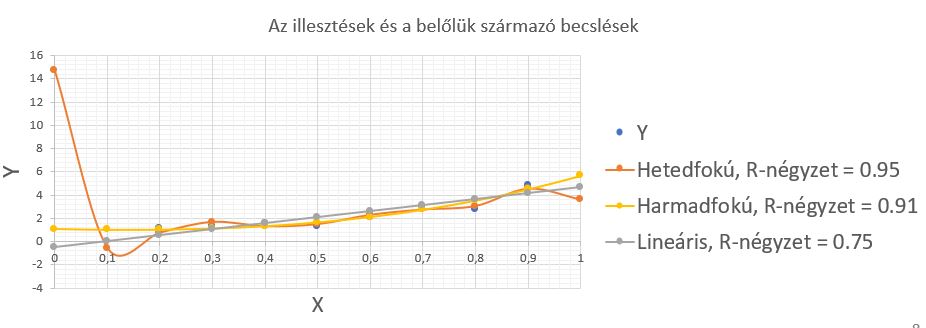 Az illesztések és a belőlük származó becslések
16
14
12
10
8
6
4
2
0
-2
-4
0 0,1 0,2 0,3 0,4 0,5 0,6 0,7 0,8 0,9 1
Y
X
Y
Hetedfokú, R-négyzet = 0.95
Harmadfokú, R-négyzet = 0.91
Lineáris, R-négyzet = 0.75